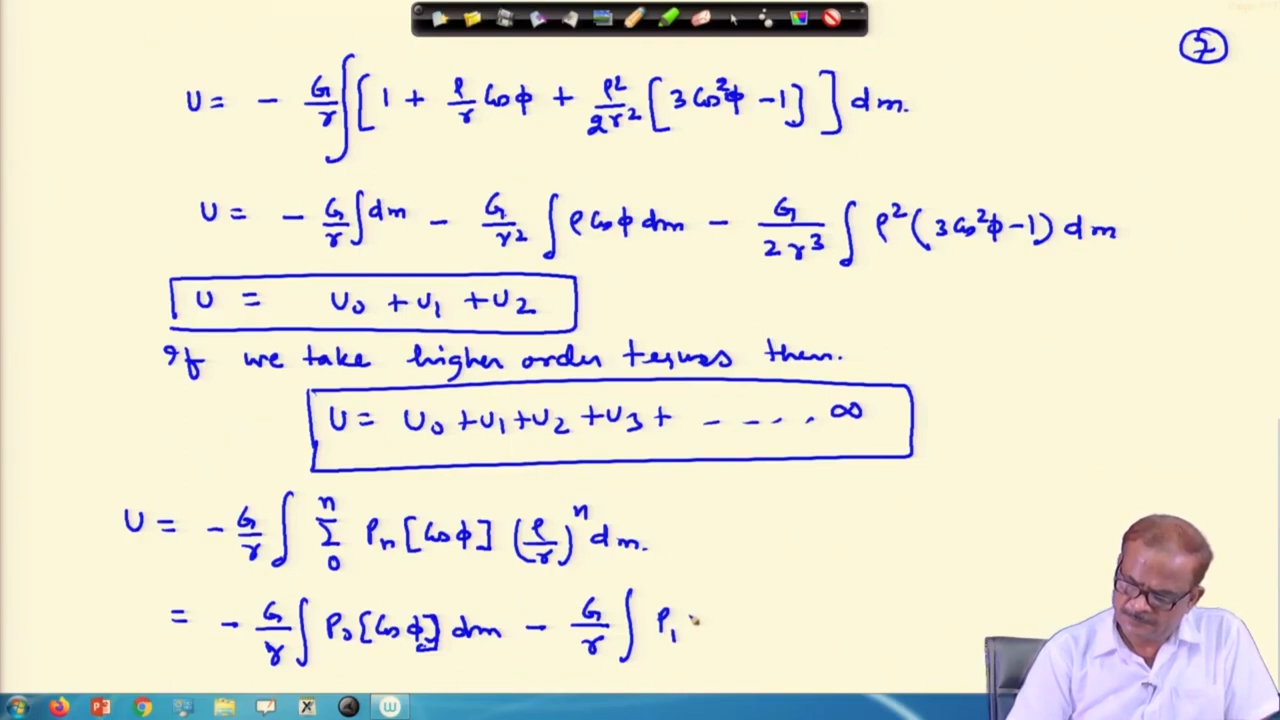 7
U = - G/r ∫ [ 1 + ρ/r Cos φ + ρ²/2r² [ 3 Cos²φ - 1 ] ] dm.
U = - G/r ∫ dm - G/r² ∫ ρ Cos φ dm - G/2r³ ∫ ρ² ( 3 Cos²φ - 1 ) dm
U = U₀ + U₁ + U₂
If we take higher order terms then.
U = U₀ + U₁ + U₂ + U₃ + - - - . . ∞
U = - G/r ∫ Σ₀ⁿ Pₙ [Cos φ] (ρ/r)ⁿ dm.
= - G/r ∫ P₀ [Cos φ] dm - G/r ∫ P₁